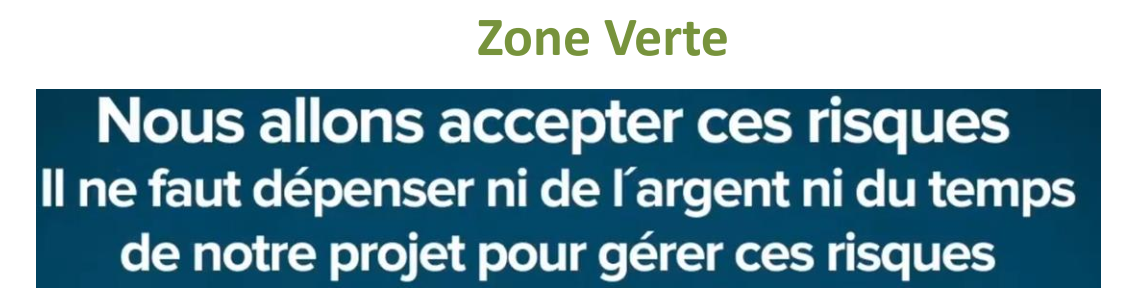 Zone Verte
Nous allons accepter ces risques
Il ne faut dépenser ni de l´argent ni du temps
de notre projet pour gérer ces risques